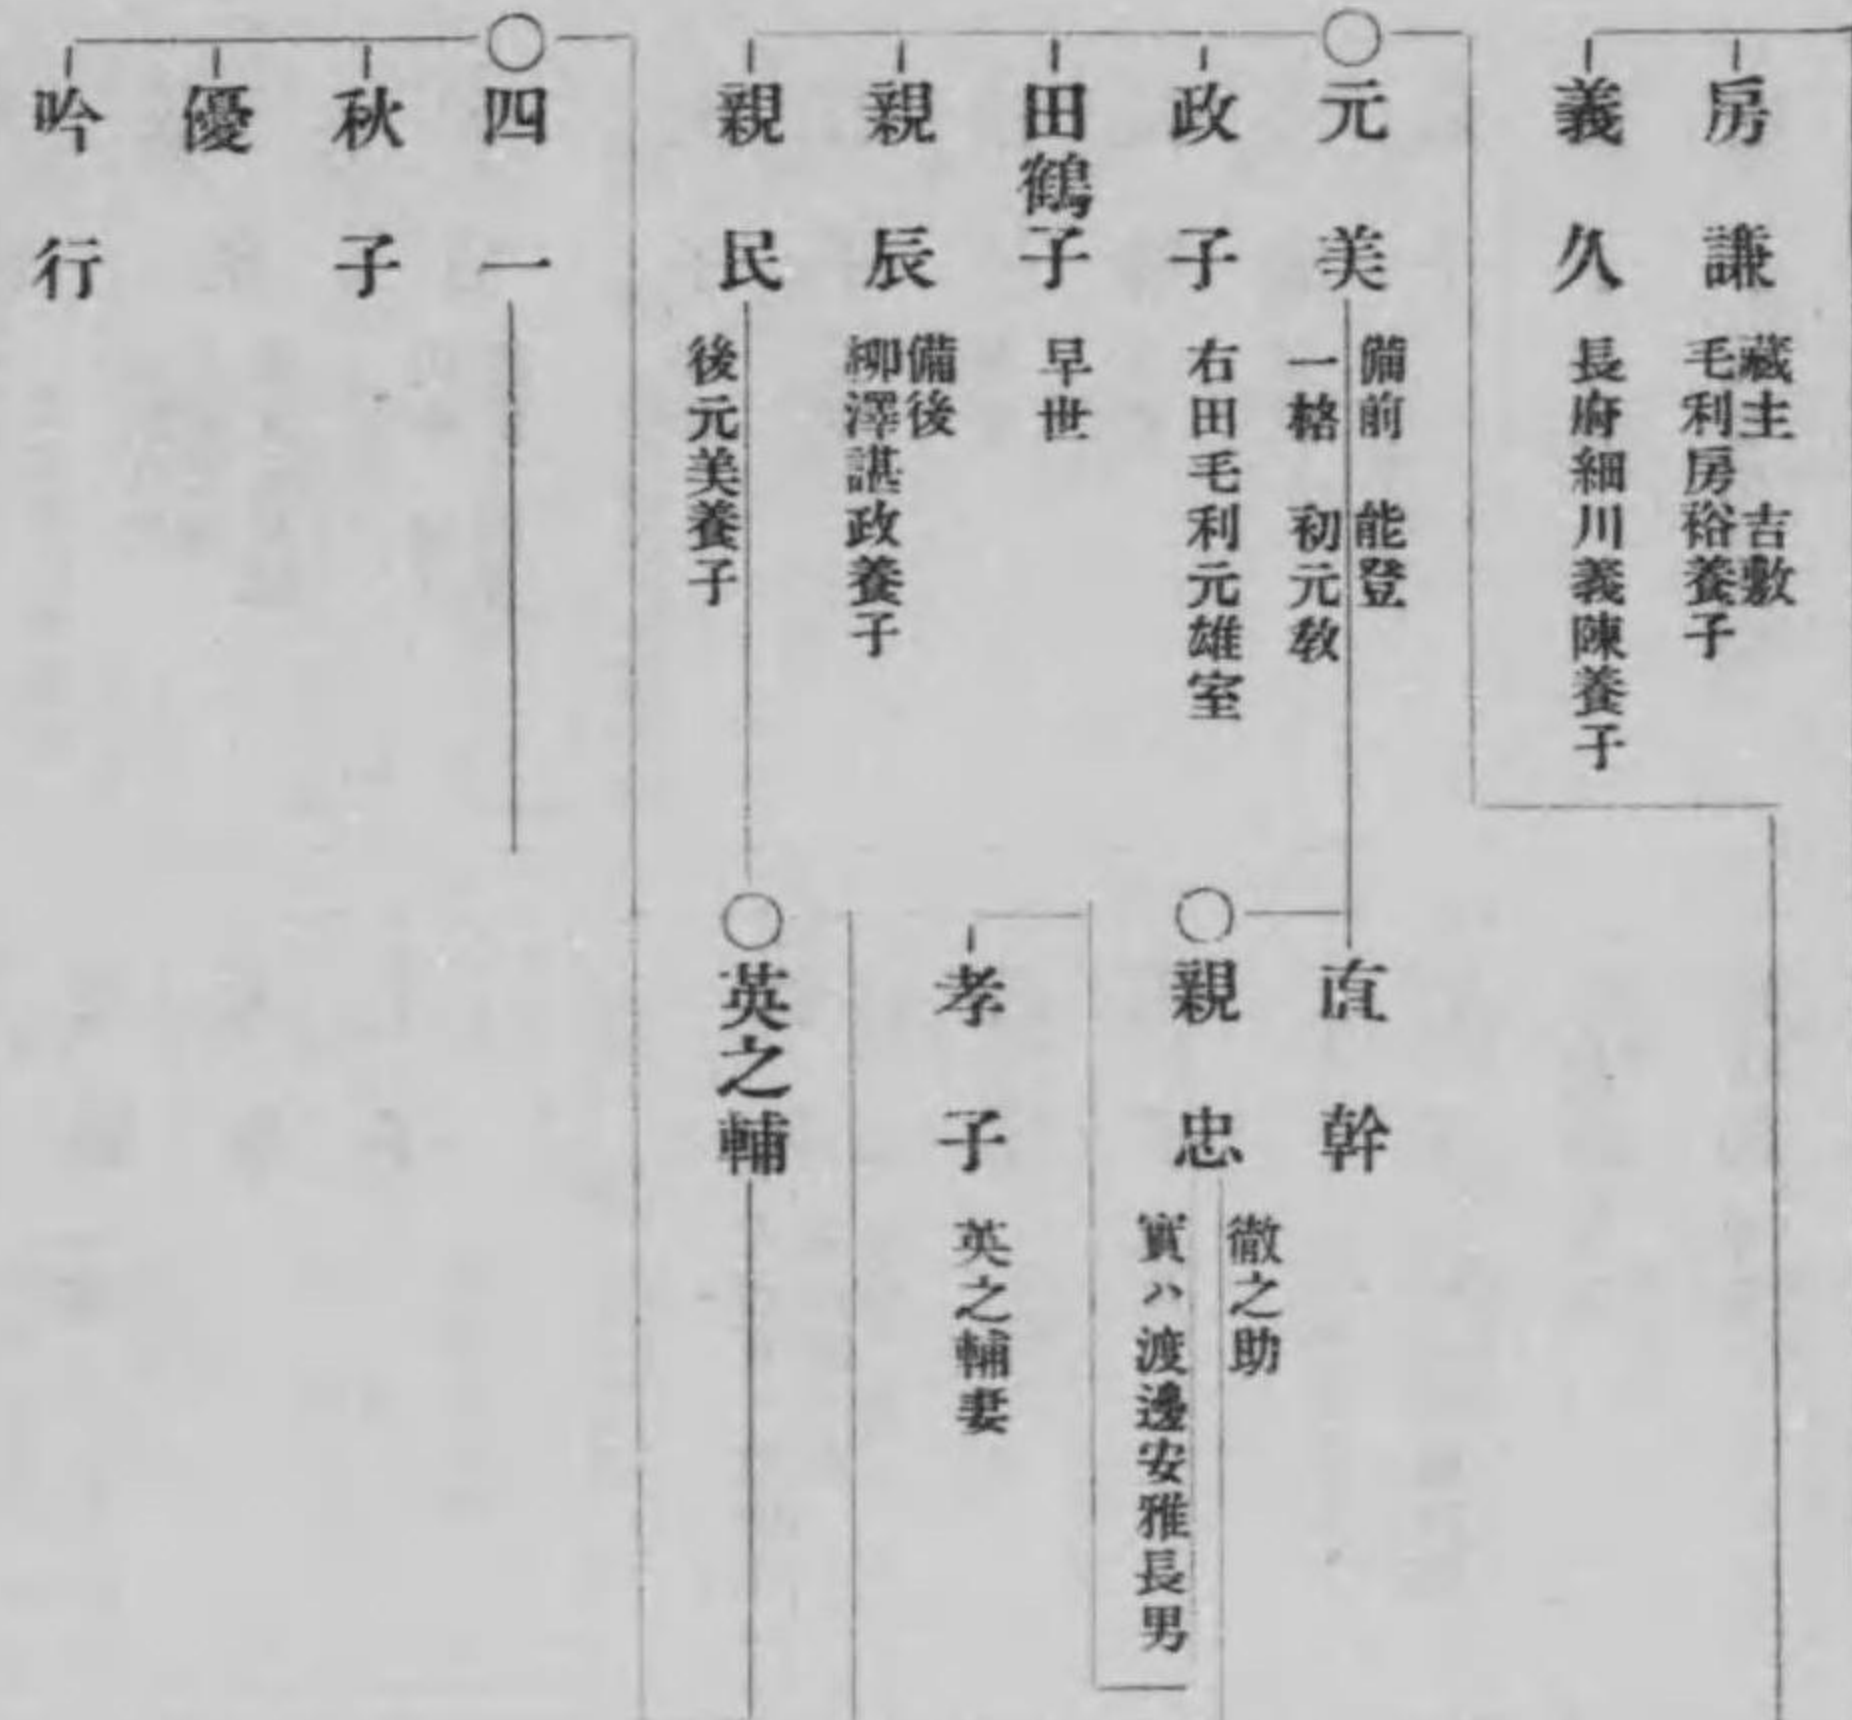 房謙
藏主 吉敷
毛利房裕養子
義久
長府細川義陳養子
元美
備前 能登
一格 初元敎
政子
右田毛利元雄室
田鶴子
早世
親辰
備後
柳澤諶政養子
親民
後元美養子
四一
秋子
優
吟行
直幹
親忠
徹之助
實ハ渡邊安雅長男
孝子
英之輔妻
英之輔